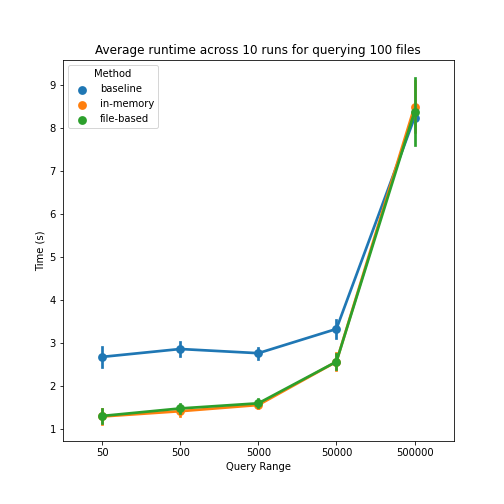 Average runtime across 10 runs for querying 100 files
Method
baseline
in-memory
file-based
9
8
7
6
5
4
3
2
1
Time (s)
50 500 5000 50000 500000
Query Range